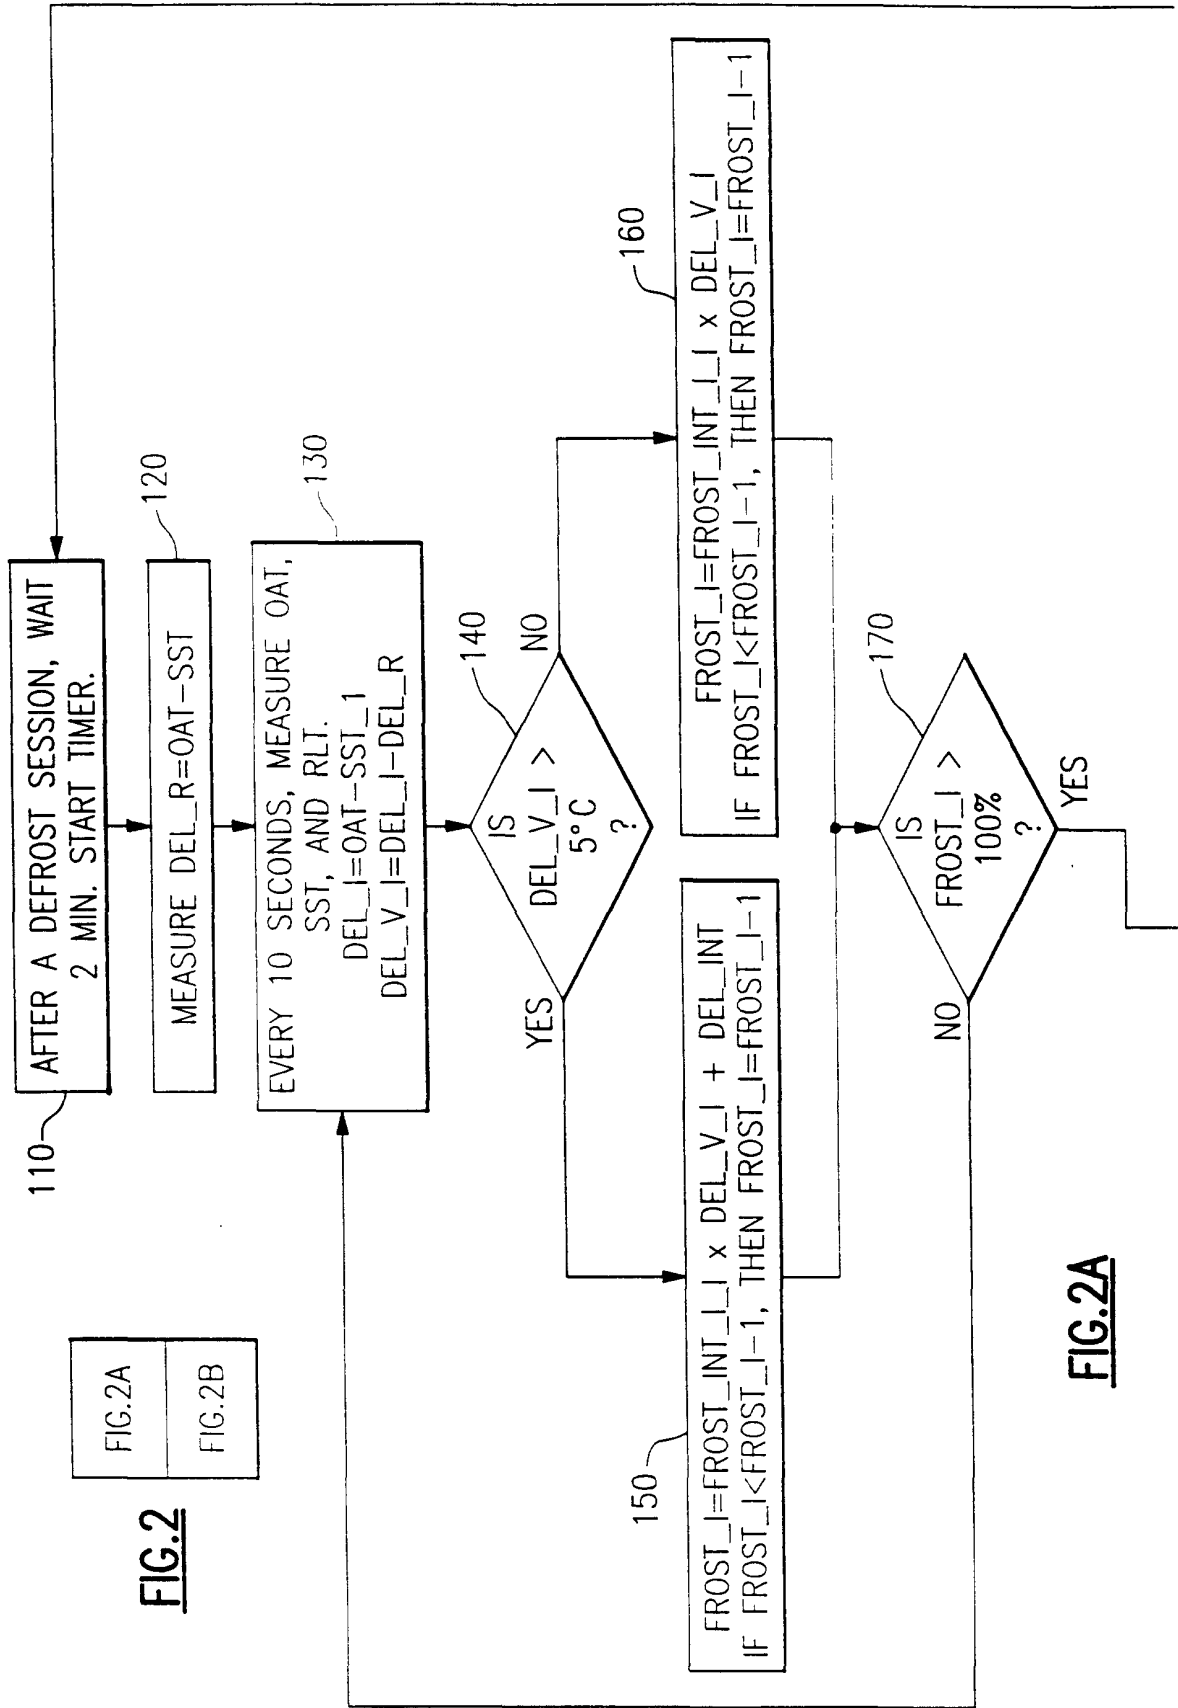 FIG.2
FIG.2A
FIG.2B
110
AFTER A DEFROST SESSION, WAIT
2 MIN. START TIMER.
120
MEASURE DEL_R=OAT-SST
130
EVERY 10 SECONDS, MEASURE OAT,
SST, AND RLT.
DEL_I=OAT-SST_1
DEL_V_I=DEL_I-DEL_R
140
IS
DEL_V_I >
5°C
?
YES
NO
150
FROST_I=FROST_INT_I_I x DEL_V_I + DEL_INT
IF FROST_I<FROST_I-1, THEN FROST_I=FROST_I-1
160
FROST_I=FROST_INT_I_I x DEL_V_I
IF FROST_I<FROST_I-1, THEN FROST_I=FROST_I-1
170
IS
FROST_I >
100%
?
NO
YES
FIG.2A